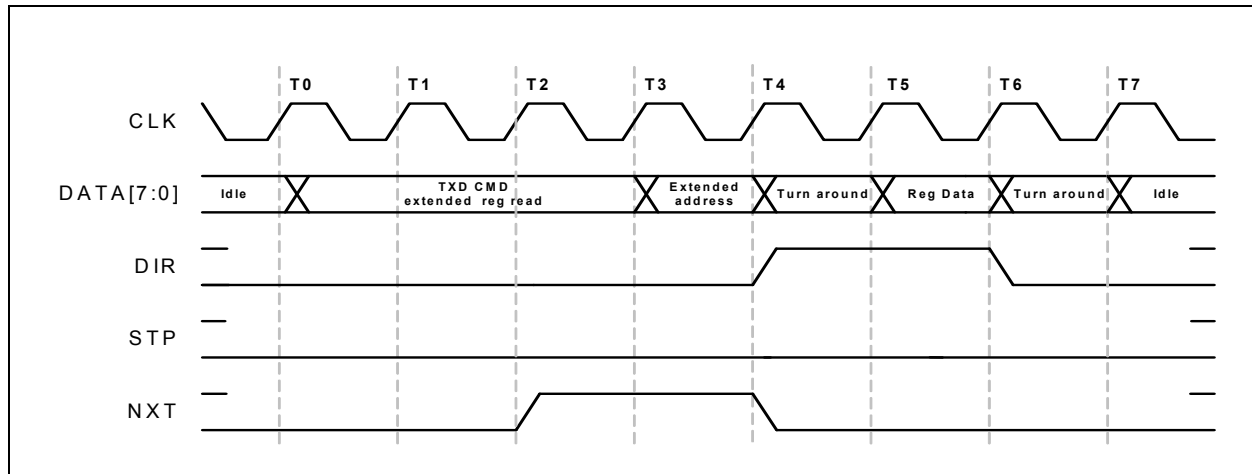 T0 T1 T2 T3 T4 T5 T6 T7
CLK
DATA[7:0]
Idle
TXD CMD
extended reg read
Extended
address
Turn around
Reg Data
Turn around
Idle
DIR
STP
NXT